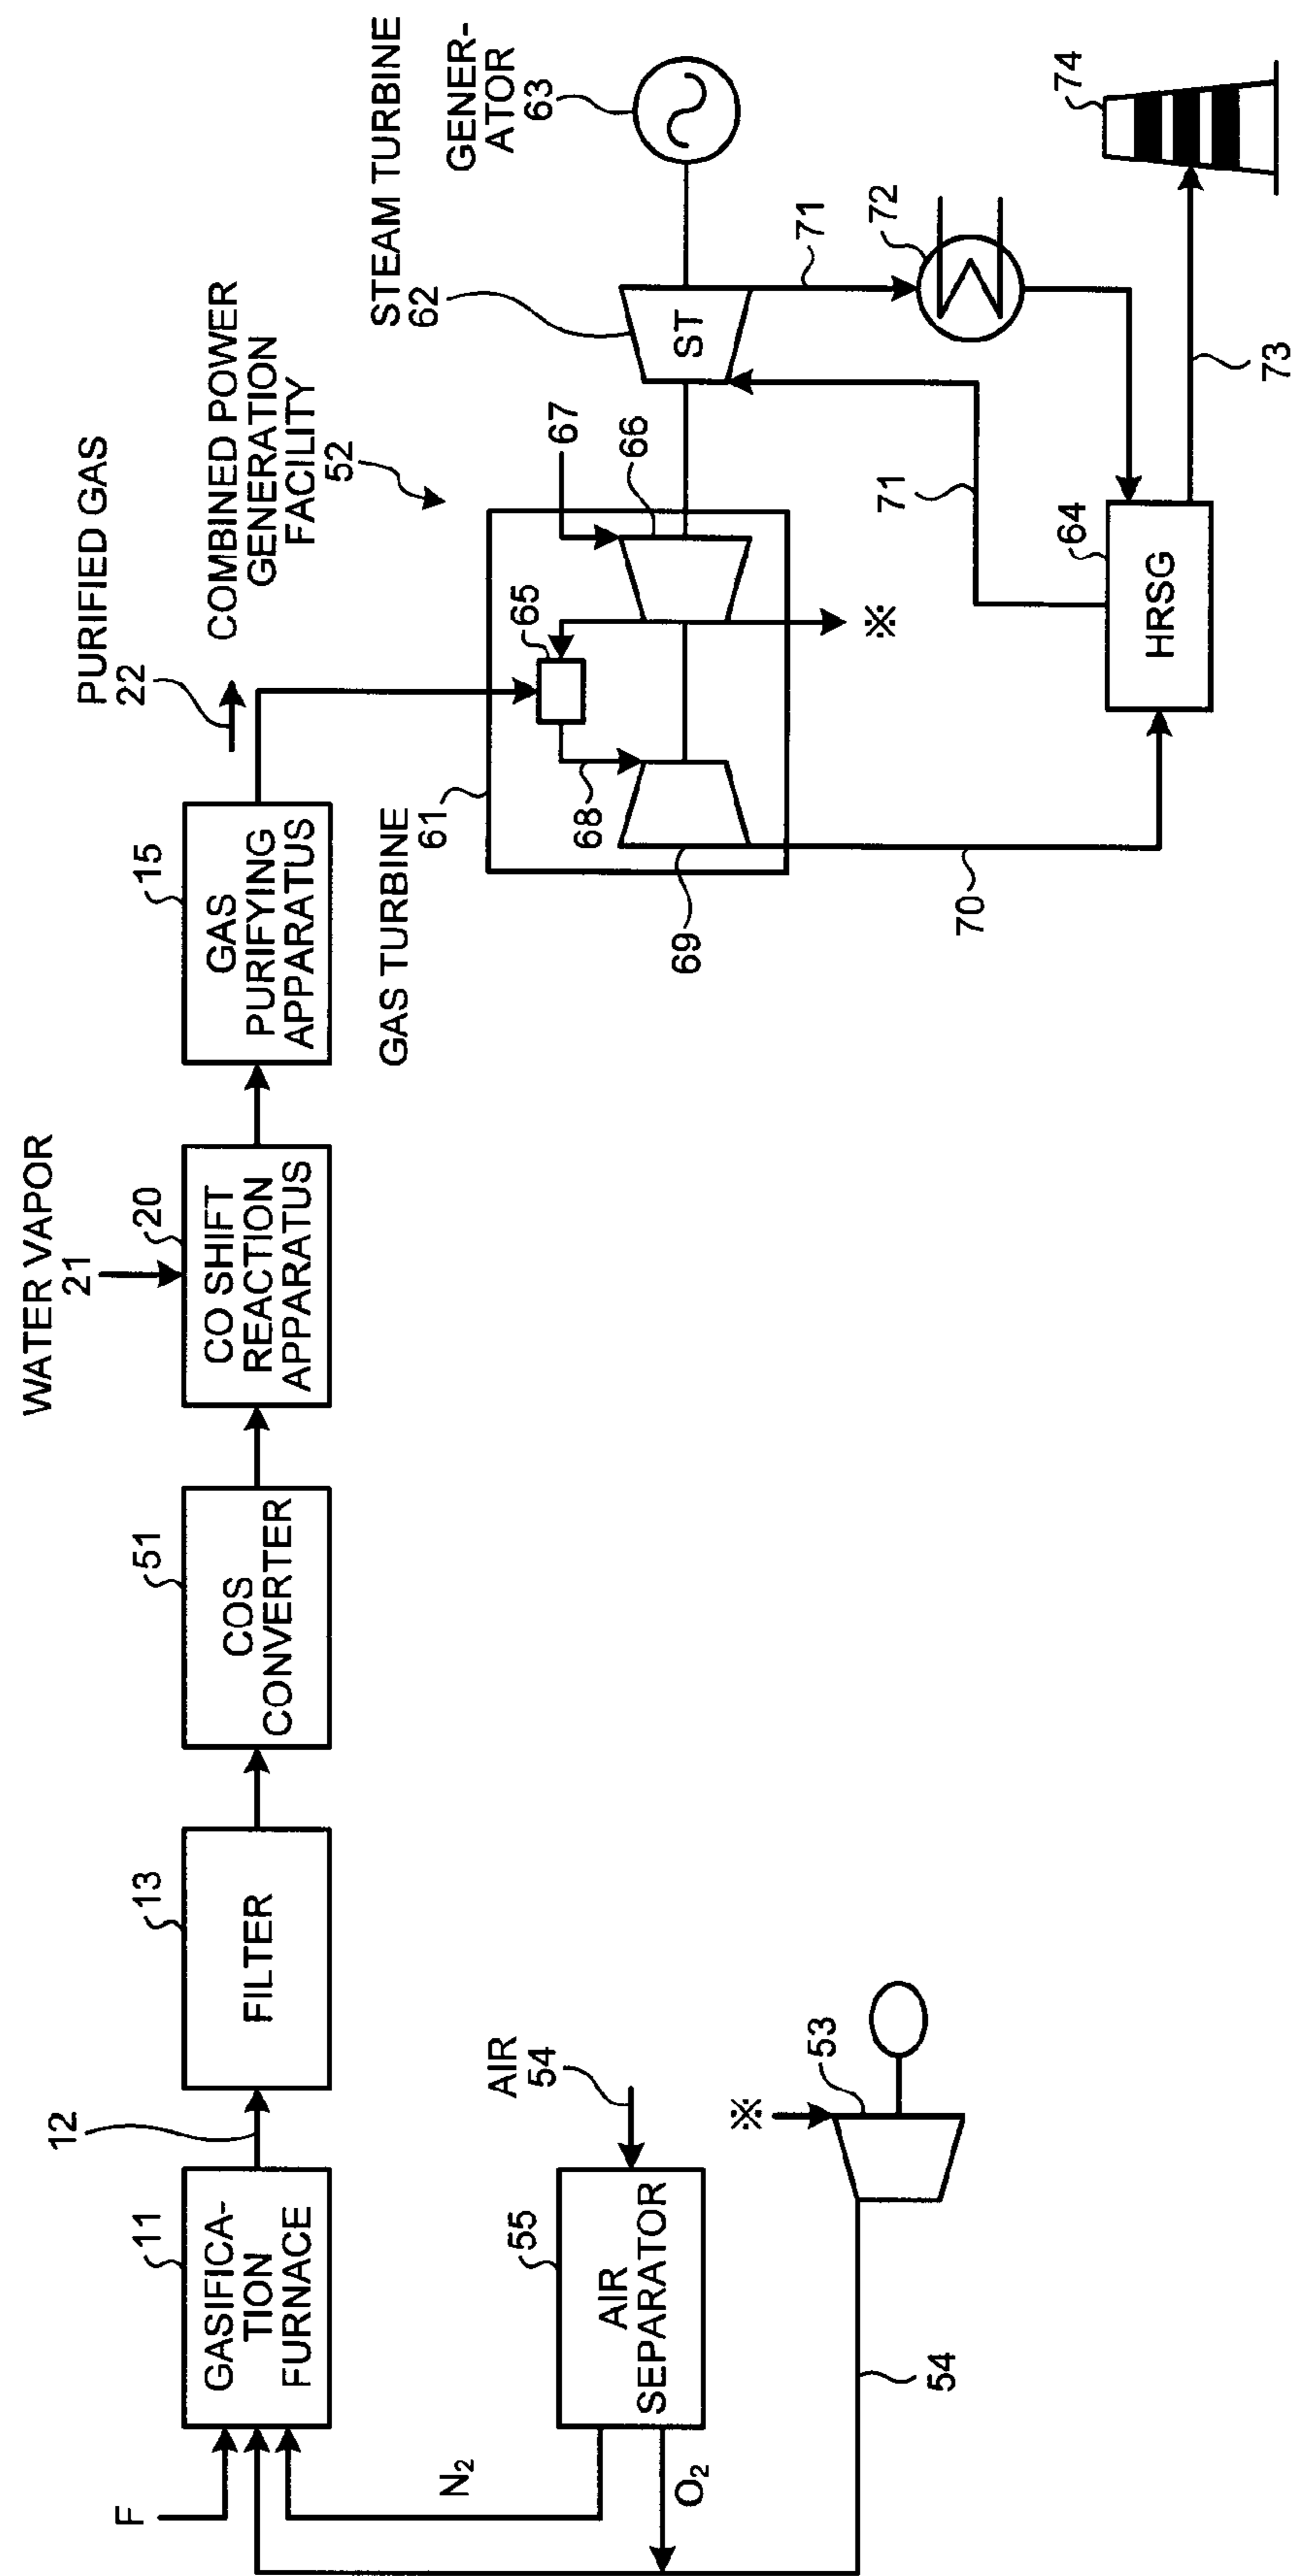 WATER VAPOR
21
PURIFIED GAS
22
COMBINED POWER
GENERATION
FACILITY
52
F
11
GASIFICA-
TION
FURNACE
12
13
FILTER
51
COS
CONVERTER
20
CO SHIFT
REACTION
APPARATUS
15
GAS
PURIFYING
APPARATUS
N2
O2
55
AIR
SEPARATOR
AIR
54
54
※
53
GAS TURBINE
61
65
66
67
68
69
※
70
STEAM TURBINE
62
ST
GENER-
ATOR
63
71
71
72
64
HRSG
73
74